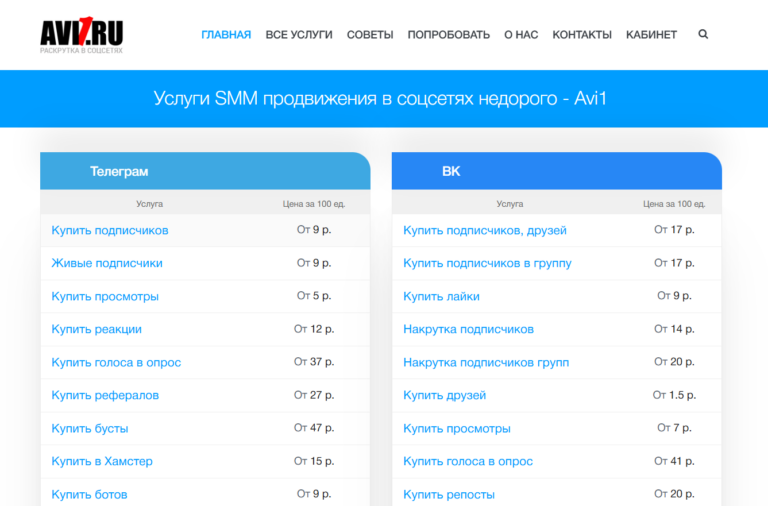 AVI1.RU
РАСКРУТКА В СОЦСЕТЯХ
ГЛАВНАЯ ВСЕ УСЛУГИ СОВЕТЫ ПОПРОБОВАТЬ О НАС КОНТАКТЫ КАБИНЕТ
Услуги SMM продвижения в соцсетях недорого - Avi1
Телеграм
Услуга Цена за 100 ед.
Купить подписчиков От 9 р.
Живые подписчики От 9 р.
Купить просмотры От 5 р.
Купить реакции От 12 р.
Купить голоса в опрос От 37 р.
Купить рефералов От 27 р.
Купить бусты От 47 р.
Купить в Хамстер От 15 р.
Купить ботов От 9 р.
ВК
Услуга Цена за 100 ед.
Купить подписчиков, друзей От 17 р.
Купить подписчиков в группу От 17 р.
Купить лайки От 9 р.
Накрутка подписчиков От 14 р.
Накрутка подписчиков групп От 20 р.
Купить друзей От 1.5 р.
Купить просмотры От 7 р.
Купить голоса в опрос От 41 р.
Купить репосты От 20 р.